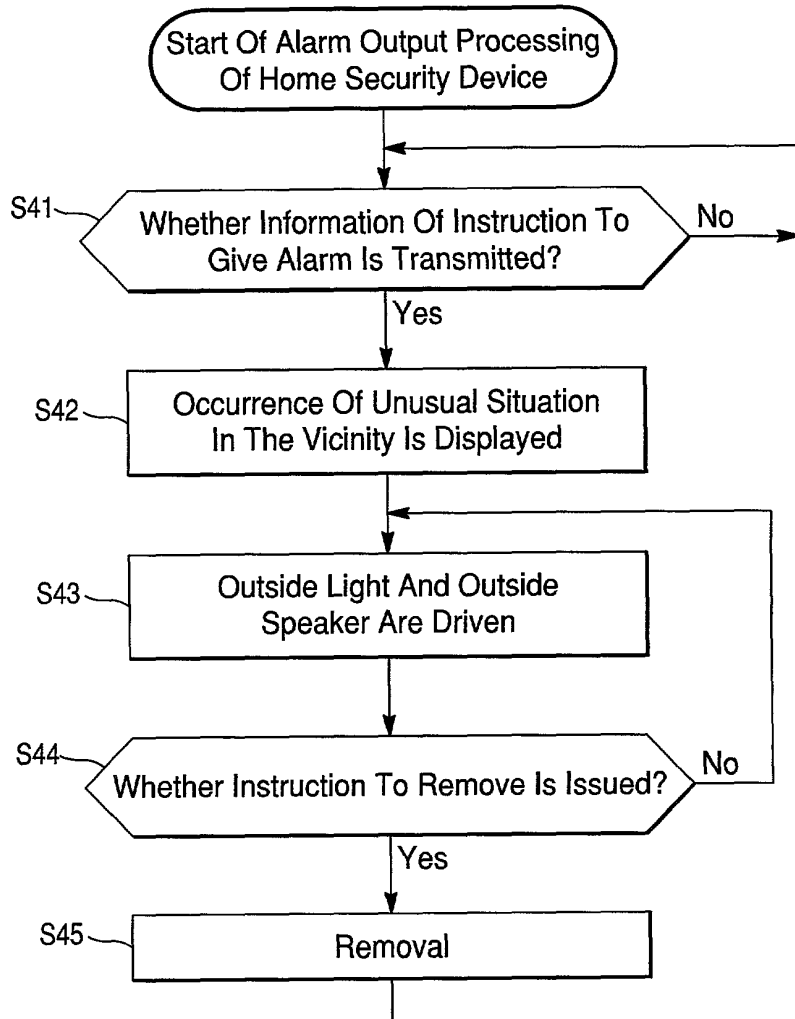 Start Of Alarm Output Processing
Of Home Security Device
S41
Whether Information Of Instruction To
Give Alarm Is Transmitted?
No
Yes
S42
Occurrence Of Unusual Situation
In The Vicinity Is Displayed
S43
Outside Light And Outside
Speaker Are Driven
S44
Whether Instruction To Remove Is Issued?
No
Yes
S45
Removal